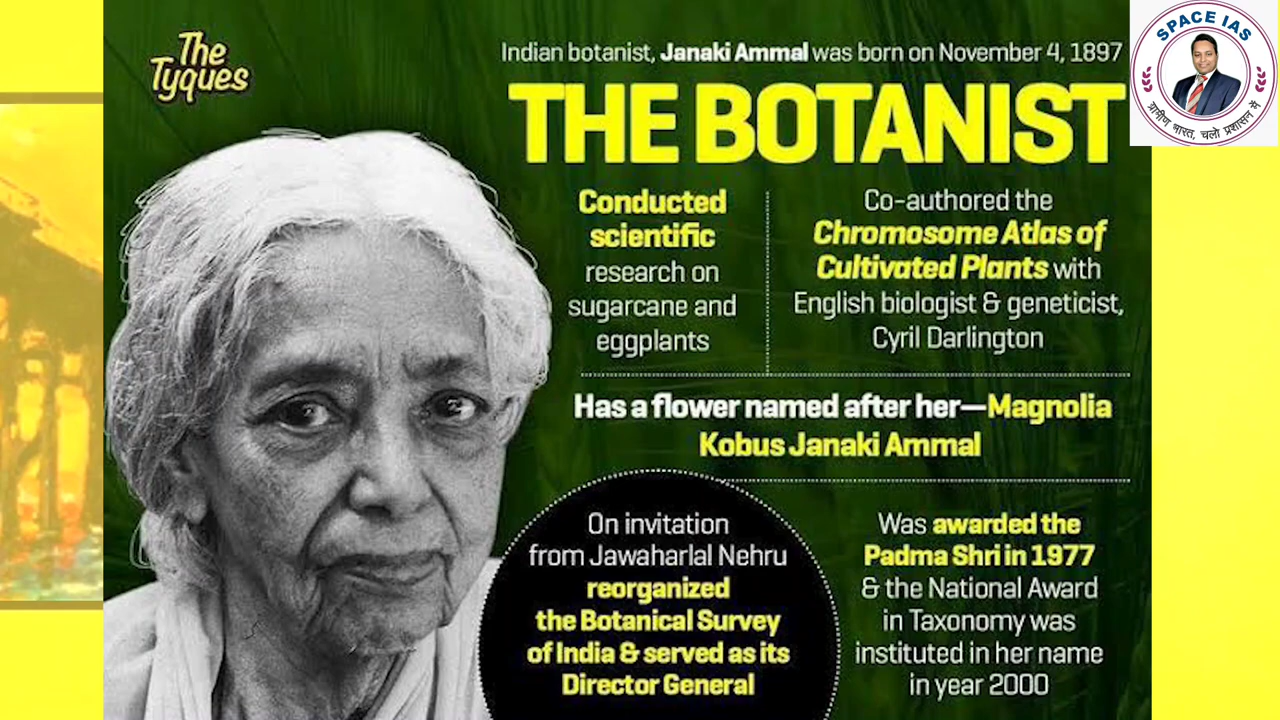 The
Tyques
SPACE IAS
ग्रामीण भारत, चलो प्रशासन में
Indian botanist, Janaki Ammal was born on November 4, 1897
THE BOTANIST
Conducted
scientific
research on
sugarcane and
eggplants
Co-authored the
Chromosome Atlas of
Cultivated Plants with
English biologist & geneticist,
Cyril Darlington
Has a flower named after her—Magnolia
Kobus Janaki Ammal
On invitation
from Jawaharlal Nehru
reorganized
the Botanical Survey
of India & served as its
Director General
Was awarded the
Padma Shri in 1977
& the National Award
in Taxonomy was
instituted in her name
in year 2000